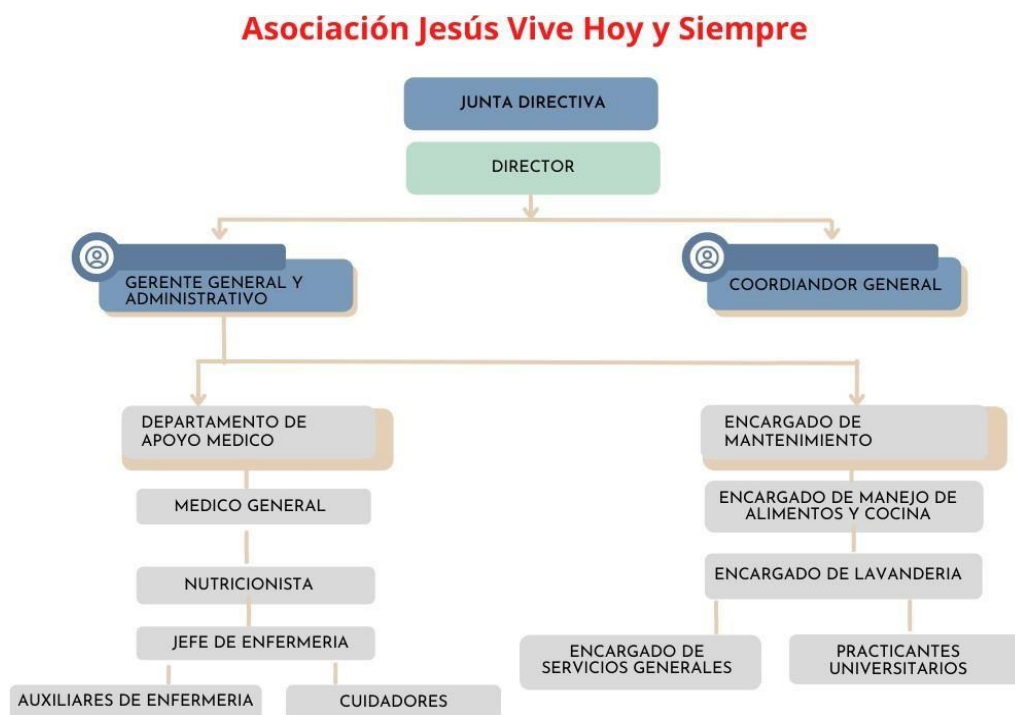 Asociación Jesús Vive Hoy y Siempre
JUNTA DIRECTIVA
DIRECTOR
GERENTE GENERAL Y
ADMINISTRATIVO
COORDIANDOR GENERAL
DEPARTAMENTO DE
APOYO MEDICO
ENCARGADO DE
MANTENIMIENTO
MEDICO GENERAL
ENCARGADO DE MANEJO DE
ALIMENTOS Y COCINA
NUTRICIONISTA
ENCARGADO DE LAVANDERIA
JEFE DE ENFERMERIA
ENCARGADO DE
SERVICIOS GENERALES
PRACTICANTES
UNIVERSITARIOS
AUXILIARES DE ENFERMERIA
CUIDADORES